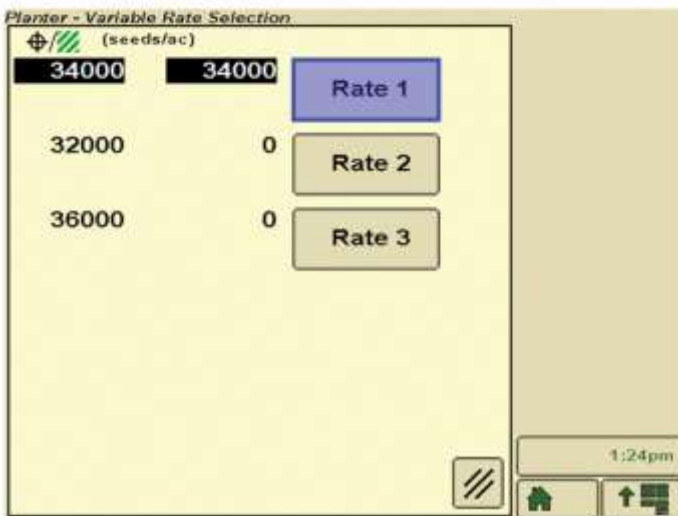 Planter - Variable Rate Selection
(seeds/ac)
34000 34000 Rate 1
32000 0 Rate 2
36000 0 Rate 3
1:24pm